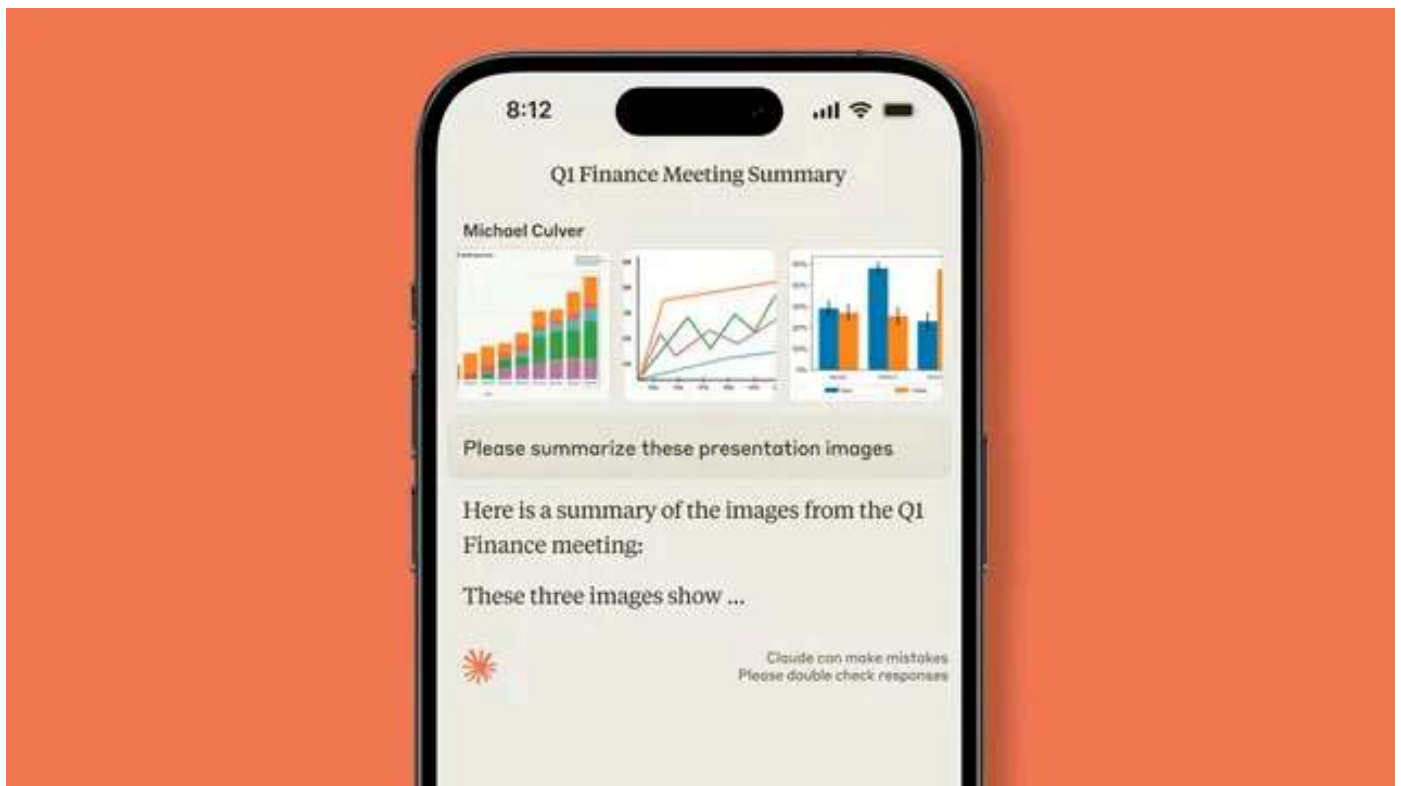 8:12
Q1 Finance Meeting Summary
Michael Culver
Please summarize these presentation images
Here is a summary of the images from the Q1
Finance meeting:
These three images show ...
Claude can make mistakes
Please double check responses